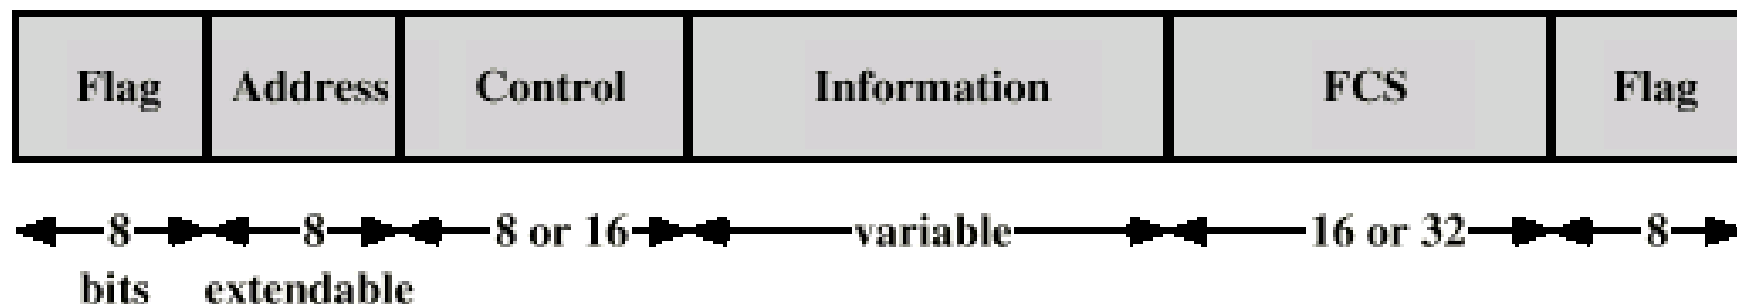 Flag Address Control Information FCS Flag
8 8 8 or 16 variable 16 or 32 8
bits extendable